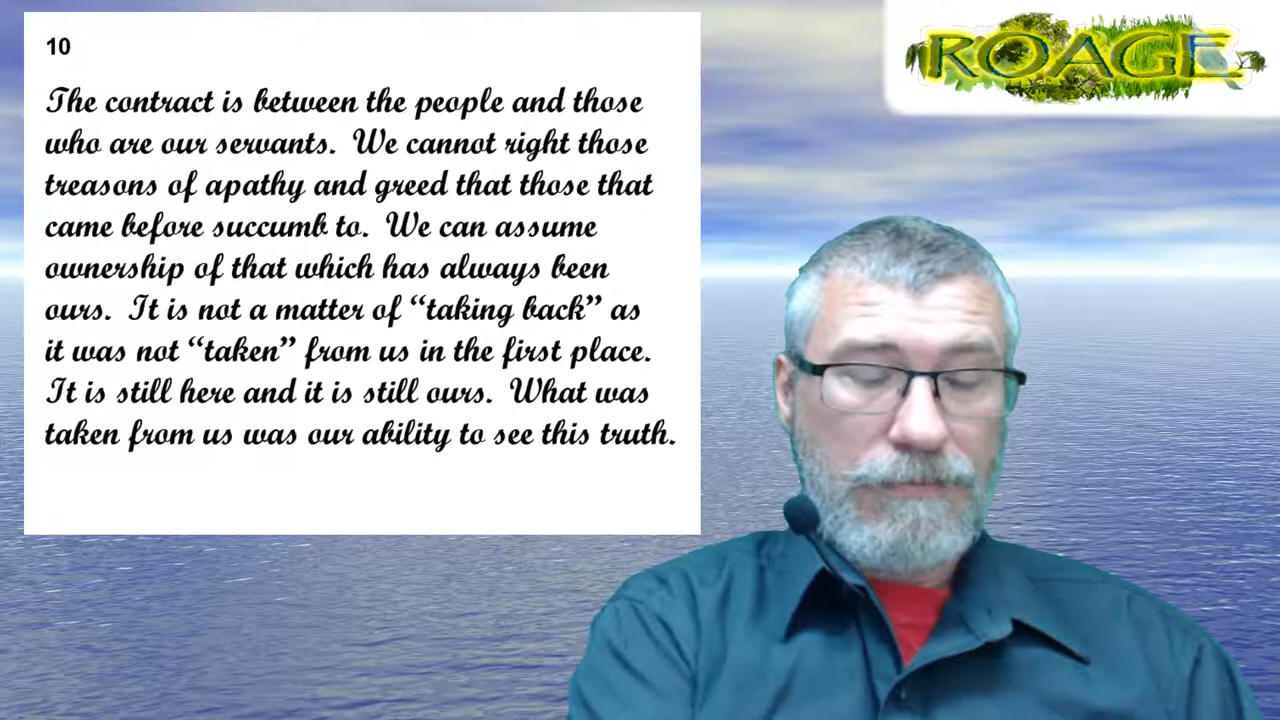 10
The contract is between the people and those
who are our servants. We cannot right those
treasons of apathy and greed that those that
came before succumb to. We can assume
ownership of that which has always been
ours. It is not a matter of “taking back” as
it was not “taken” from us in the first place.
It is still here and it is still ours. What was
taken from us was our ability to see this truth.
ROAGE